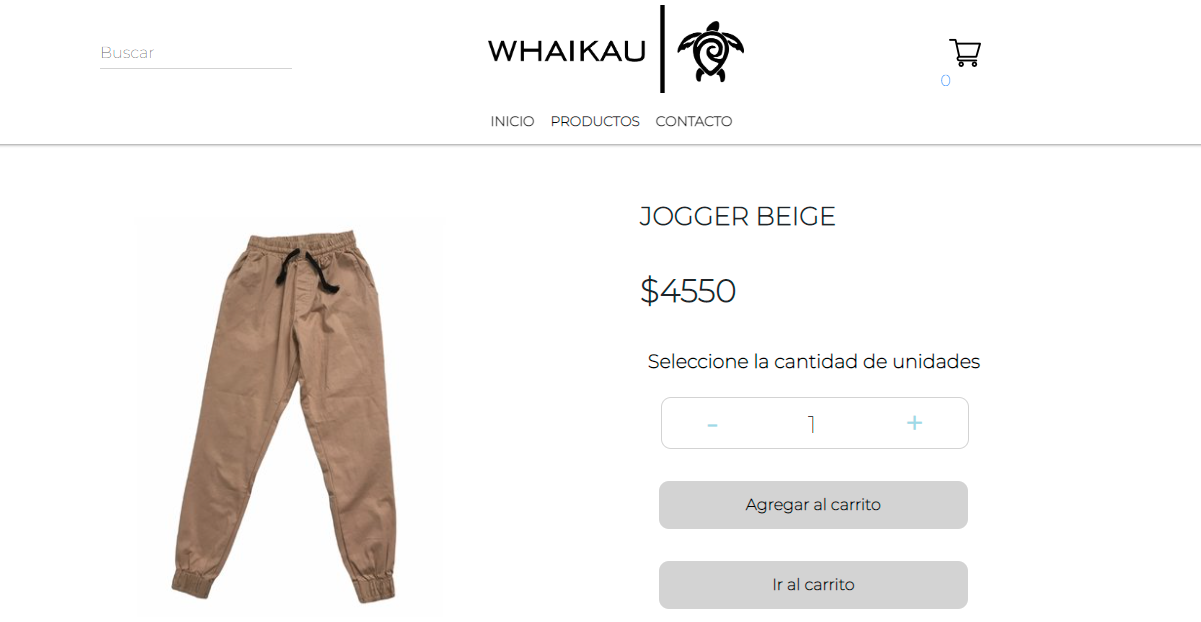 Buscar
WHAIKAU
0
INICIO PRODUCTOS CONTACTO
JOGGER BEIGE
$4550
Seleccione la cantidad de unidades
- 1 +
Agregar al carrito
Ir al carrito